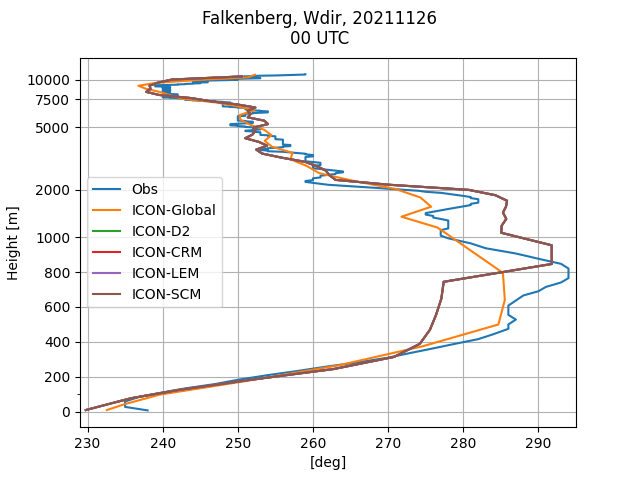 Falkenberg, Wdir, 20211126
00 UTC
Height [m]
10000
7500
5000
2000
1000
800
600
400
200
0
Obs
ICON-Global
ICON-D2
ICON-CRM
ICON-LEM
ICON-SCM
230 240 250 260 270 280 290
[deg]